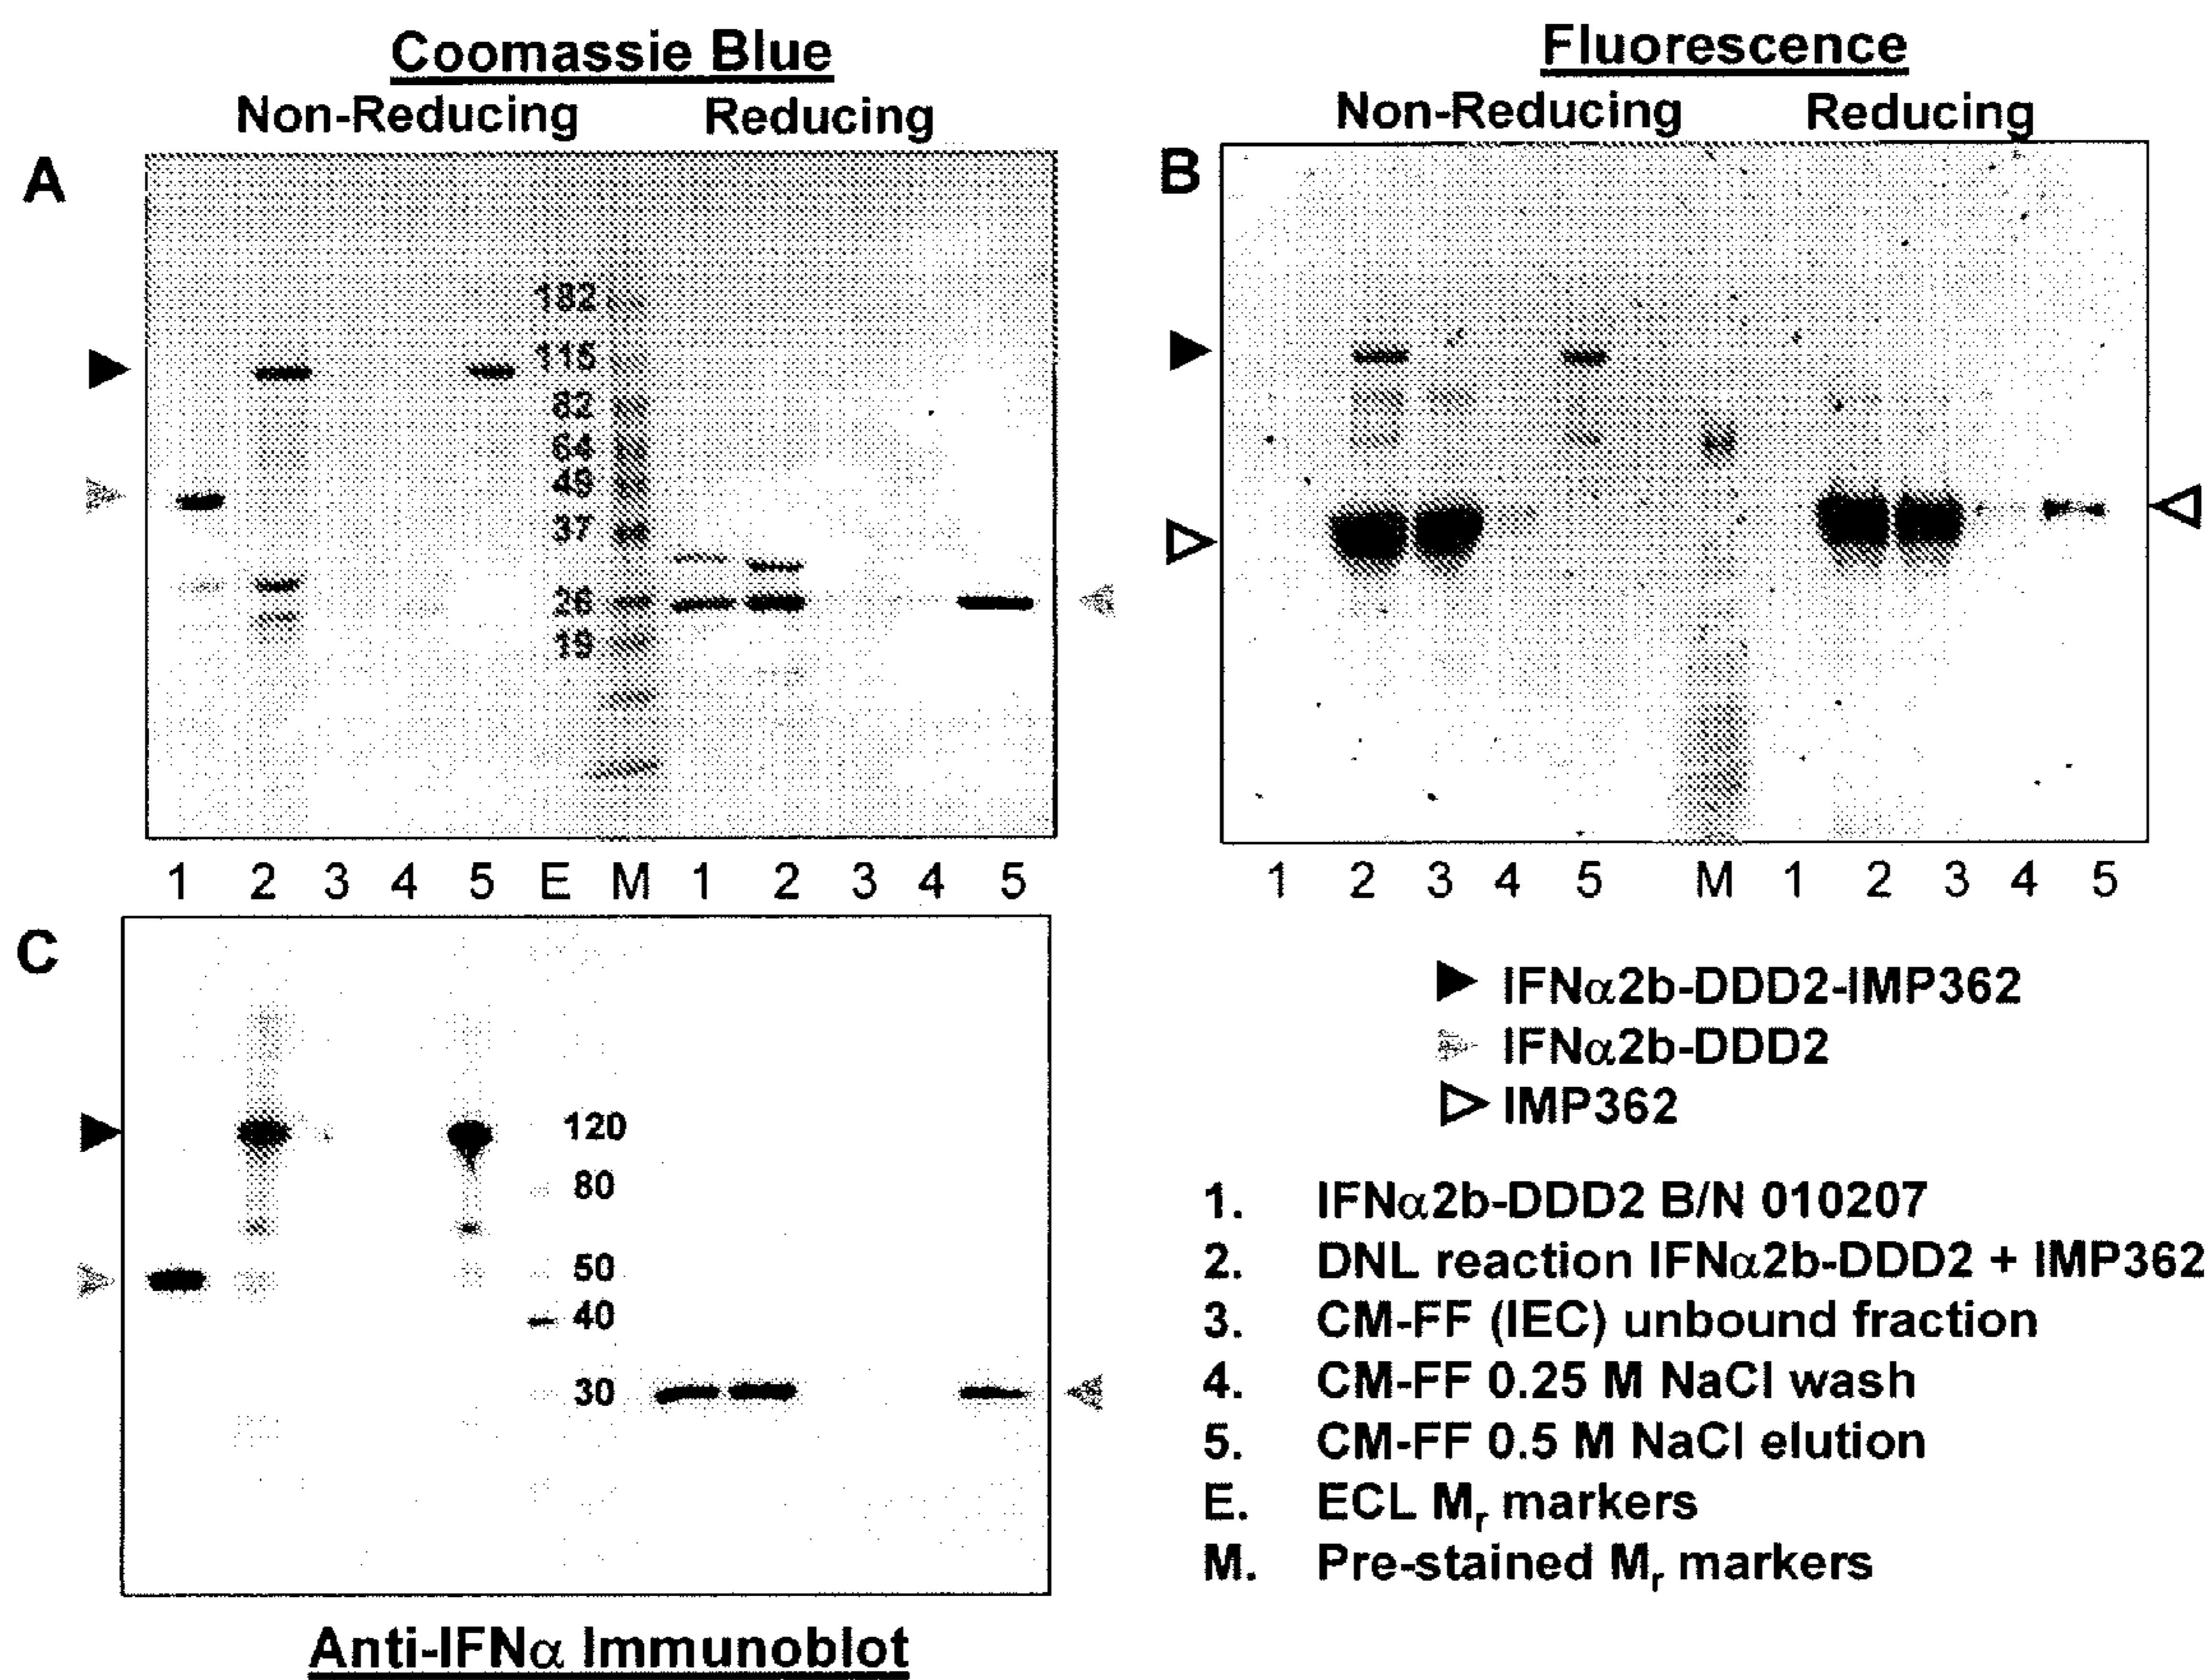 Coomassie Blue
Non-Reducing Reducing
A
182
115
82
64
49
37
26
19
1 2 3 4 5 E M 1 2 3 4 5
Fluorescence
Non-Reducing Reducing
B
1 2 3 4 5 M 1 2 3 4 5
C
120
80
50
40
30
Anti-IFNα Immunoblot
IFNα2b-DDD2-IMP362
IFNα2b-DDD2
IMP362
1. IFNα2b-DDD2 B/N 010207
2. DNL reaction IFNα2b-DDD2 + IMP362
3. CM-FF (IEC) unbound fraction
4. CM-FF 0.25 M NaCl wash
5. CM-FF 0.5 M NaCl elution
E. ECL Mr markers
M. Pre-stained Mr markers